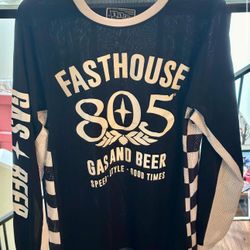 FASTHOUSE
805
GAS AND BEER
SPEED STYLE GOOD TIMES
GAS BEER